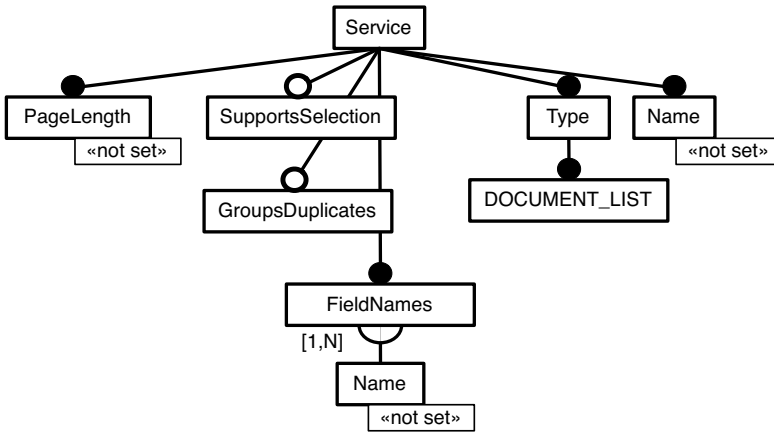 Service
PageLength
SupportsSelection
Type
Name
«not set»
«not set»
GroupsDuplicates
DOCUMENT_LIST
FieldNames
[1,N]
Name
«not set»